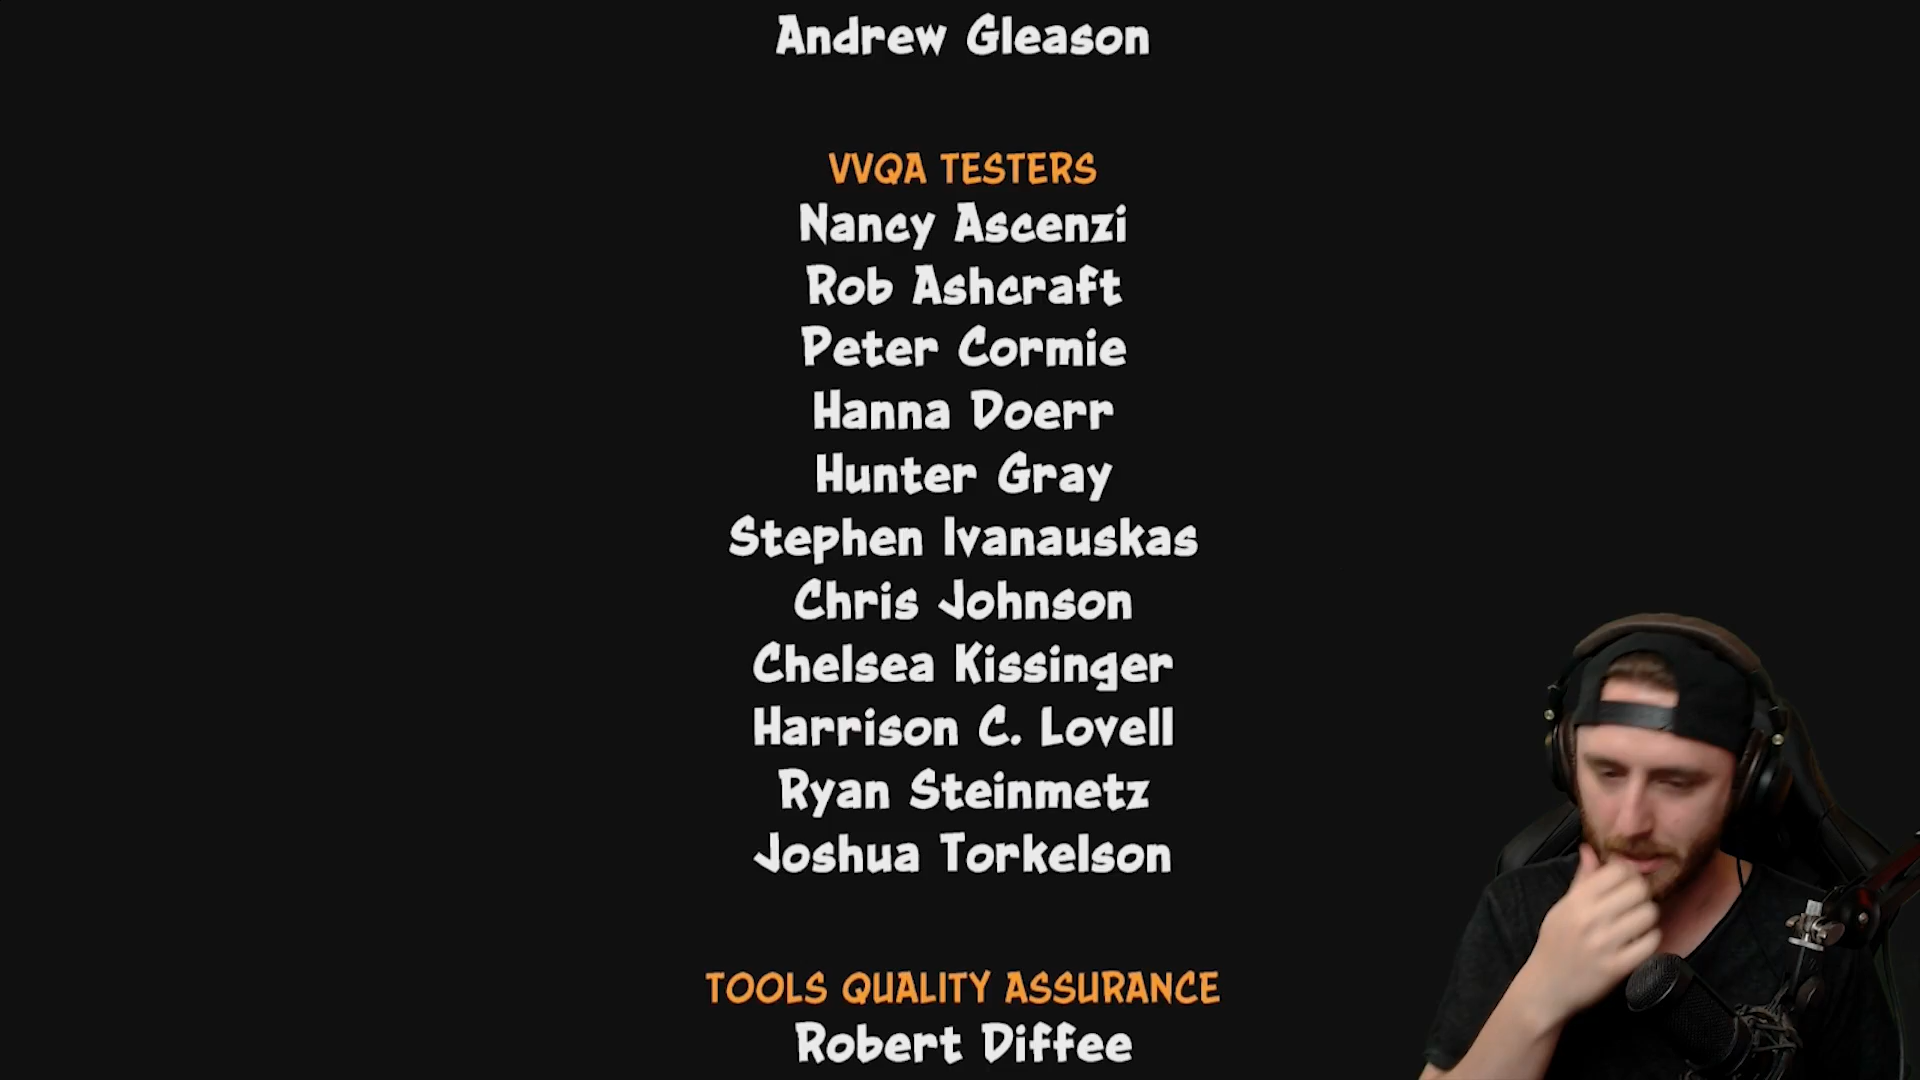 Andrew Gleason
VVQA TESTERS
Nancy Ascenzi
Rob Ashcraft
Peter Cormie
Hanna Doerr
Hunter Gray
Stephen Ivanauskas
Chris Johnson
Chelsea Kissinger
Harrison C. Lovell
Ryan Steinmetz
Joshua Torkelson
TOOLS QUALITY ASSURANCE
Robert Diffee